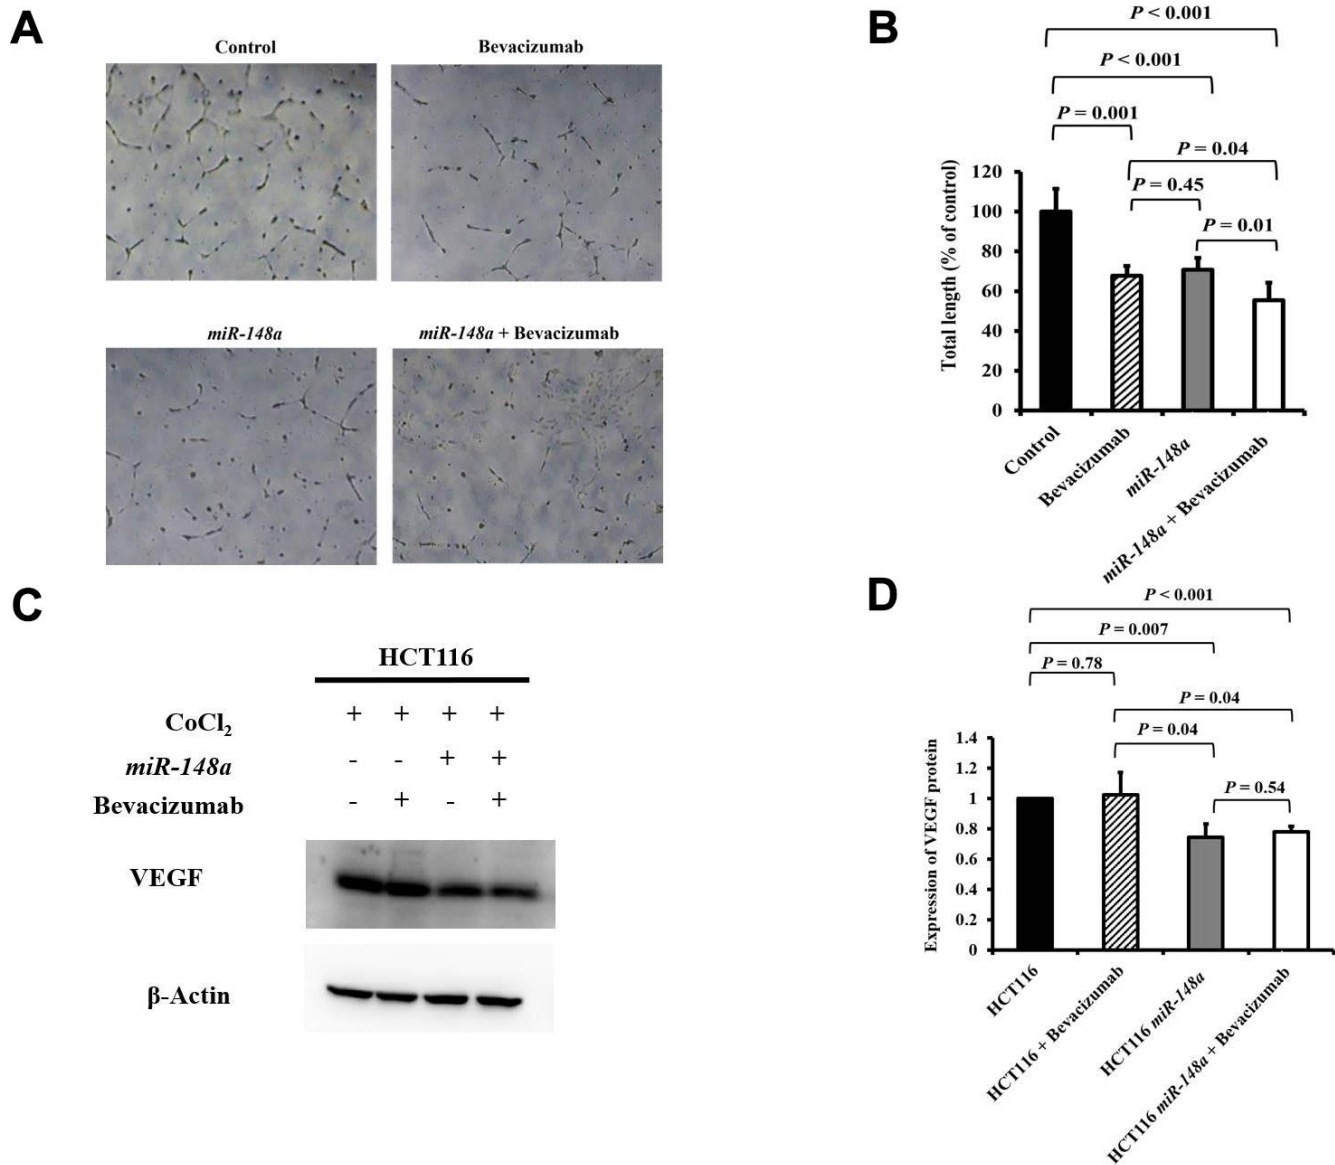 A
Control
Bevacizumab
miR-148a
miR-148a + Bevacizumab
B
P < 0.001
P < 0.001
P = 0.001
P = 0.04
P = 0.45
P = 0.01
Total length (% of control)
120
100
80
60
40
20
0
Control
Bevacizumab
miR-148a
miR-148a + Bevacizumab
C
HCT116
CoCl₂ + + + +
miR-148a - - + +
Bevacizumab - + - +
VEGF
β-Actin
D
P < 0.001
P = 0.007
P = 0.78
P = 0.04
P = 0.04
P = 0.54
Expression of VEGF protein
1.4
1.2
1
0.8
0.6
0.4
0.2
0
HCT116
HCT116 + Bevacizumab
HCT116 miR-148a
HCT116 miR-148a + Bevacizumab